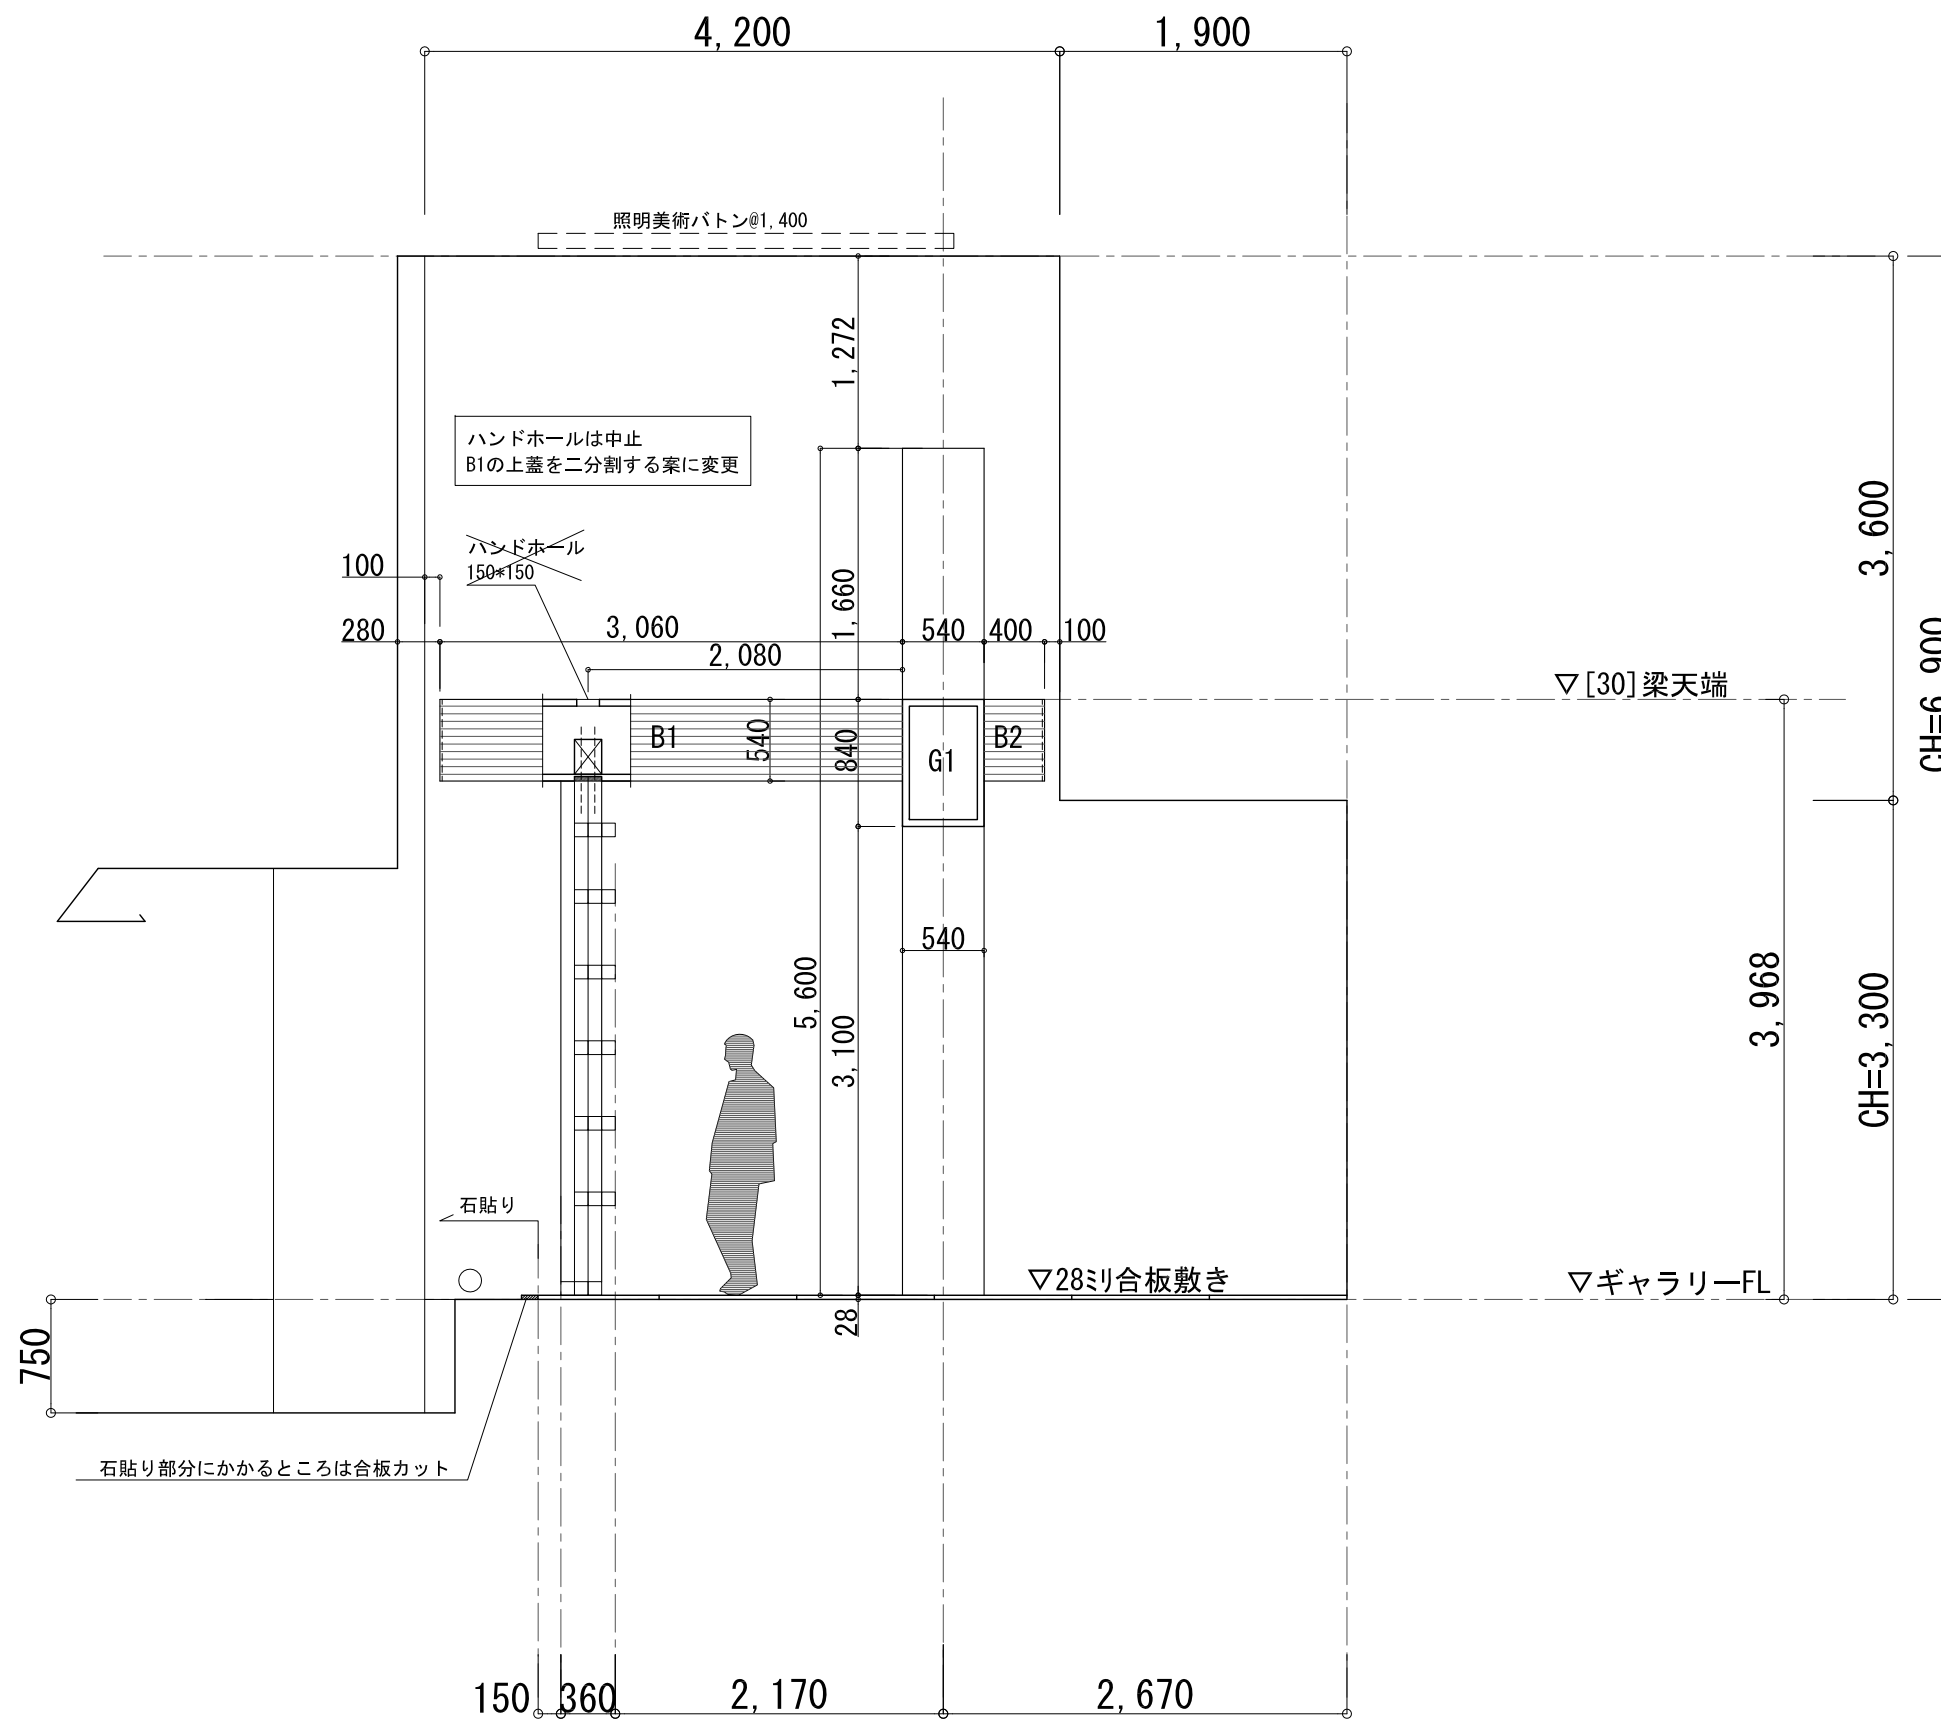 4,200
1,900
照明美術バトン@1,400
1,272
ハンドホールは中止
B1の上蓋を二分割する案に変更
3,600
ハンドホール
150*150
100
1,660
280
3,060
540
400
100
2,080
CH=6,900
▽[30]梁天端
B1
540
840
G1
B2
540
5,600
3,100
3,968
CH=3,300
石貼り
▽28ミリ合板敷き
▽ギャラリーFL
28
750
石貼り部分にかかるところは合板カット
150
360
2,170
2,670